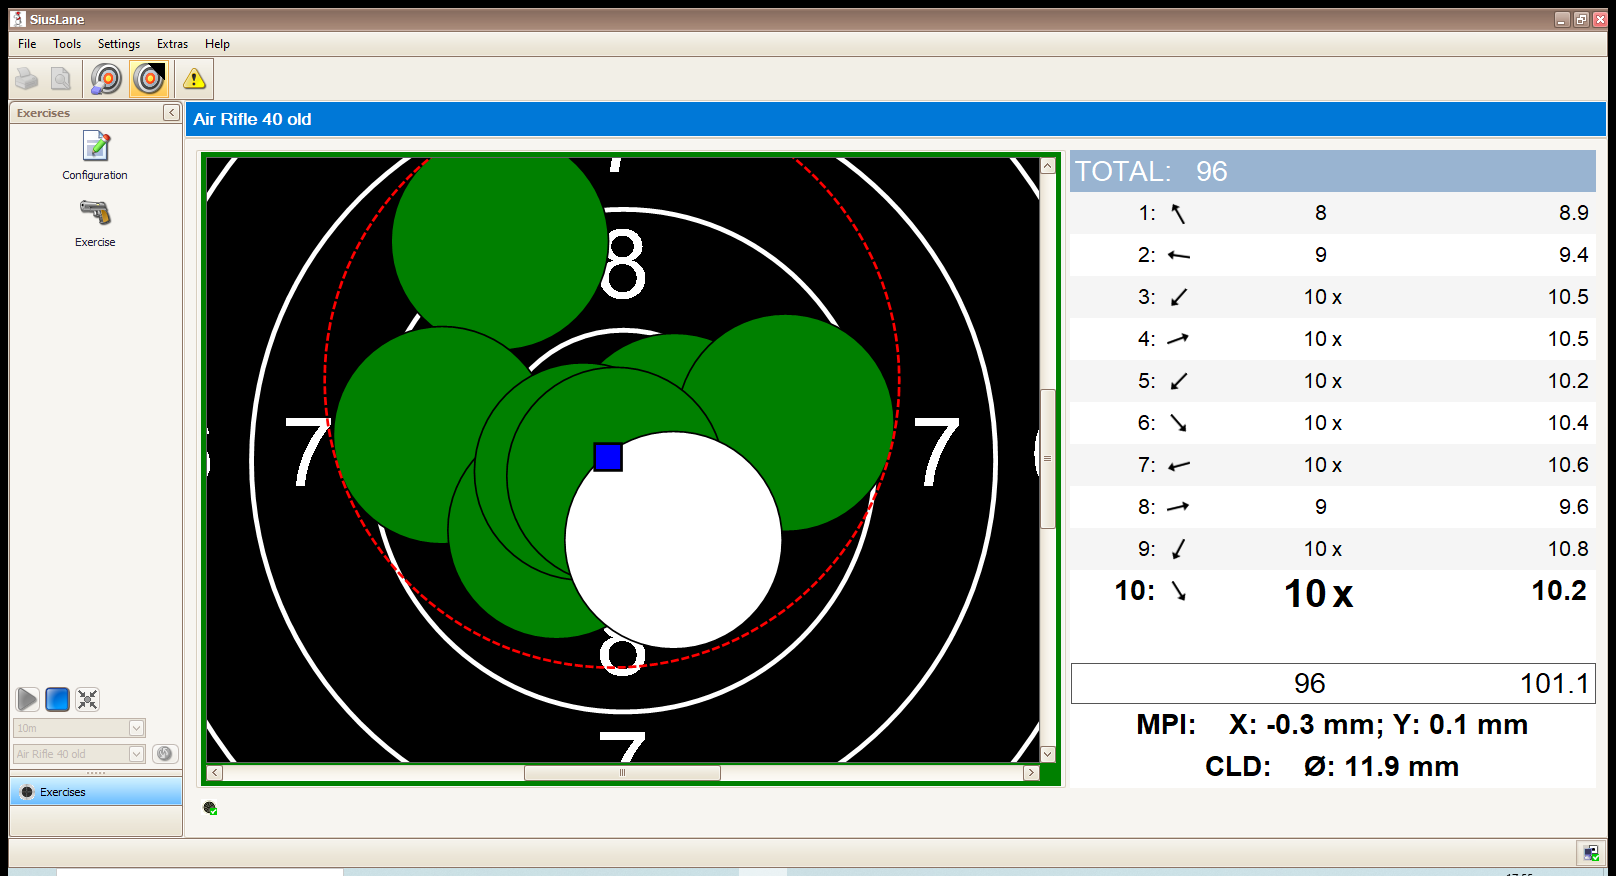 SiusLane
File Tools Settings Extras Help
Exercises
Configuration
Exercise
10m
Air Rifle 40 old
Exercises
Air Rifle 40 old
7
8
7 7
8
7
TOTAL: 96
1: 8 8.9
2: 9 9.4
3: 10 x 10.5
4: 10 x 10.5
5: 10 x 10.2
6: 10 x 10.4
7: 10 x 10.6
8: 9 9.6
9: 10 x 10.8
10: 10 x 10.2
96 101.1
MPI: X: -0.3 mm; Y: 0.1 mm
CLD: Ø: 11.9 mm